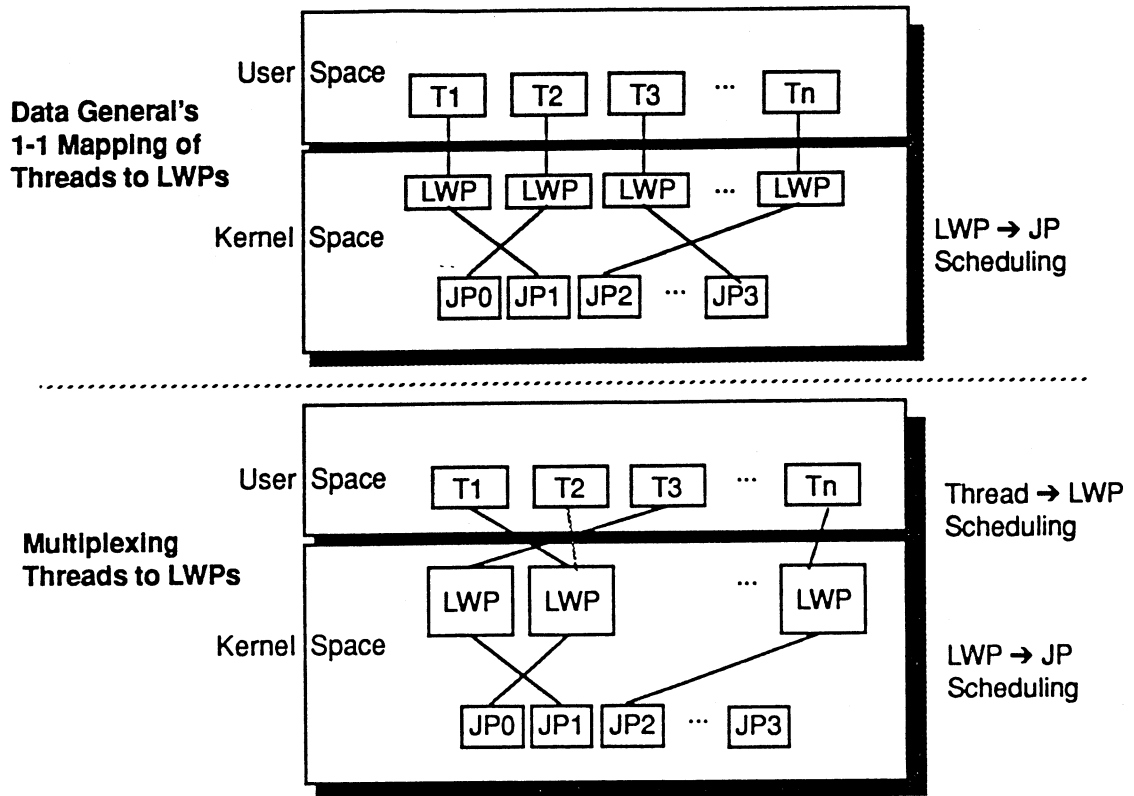 User Space
T1 T2 T3 ... Tn
Data General's
1-1 Mapping of
Threads to LWPs
LWP LWP LWP ... LWP
Kernel Space
LWP → JP
Scheduling
JP0 JP1 JP2 ... JP3
User Space
T1 T2 T3 ... Tn
Thread → LWP
Scheduling
Multiplexing
Threads to LWPs
LWP LWP ... LWP
Kernel Space
LWP → JP
Scheduling
JP0 JP1 JP2 ... JP3